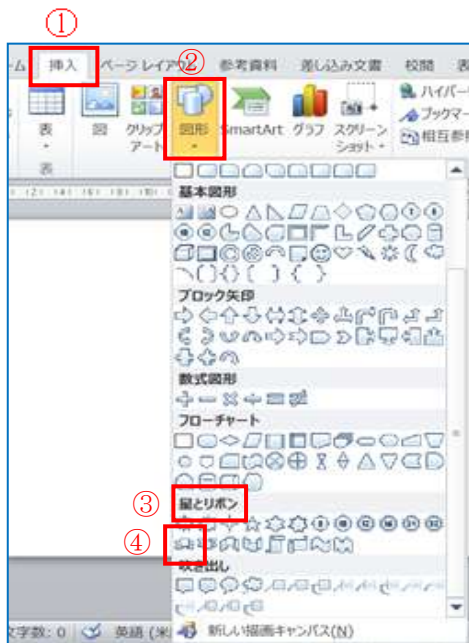 ①
②
ム 挿入 ページ レイアウト 参考資料 差し込み文書 校閲 表
表 図 クリップ アート 図形 SmartArt グラフ スクリーン ショット
ハイパー
ブックマー
相互参照
表
基本図形
ブロック矢印
数式図形
フローチャート
③ 星とリボン
④
吹き出し
文字数: 0 英語 (米 新しい描画キャンバス(N)